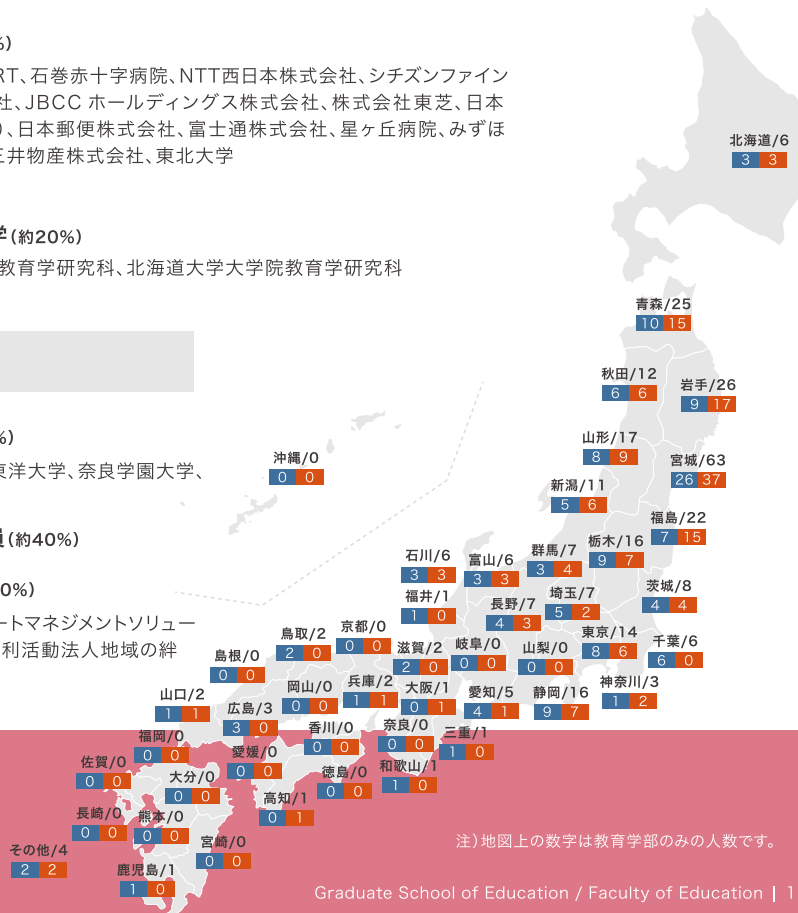 %）
RT、石巻赤十字病院、NTT西日本株式会社、シチズンファイン
社、JBCC ホールディングス株式会社、株式会社東芝、日本
）、日本郵便株式会社、富士通株式会社、星ヶ丘病院、みずほ
三井物産株式会社、東北大学
学（約20%）
教育学研究科、北海道大学大学院教育学研究科
%）
東洋大学、奈良学園大学、
員（約40%）
0%）
ートマネジメントソリュー
利活動法人地域の絆
北海道/6
3 3
青森/25
10 15
秋田/12
6 6
岩手/26
9 17
山形/17
8 9
宮城/63
26 37
沖縄/0
0 0
新潟/11
5 6
福島/22
7 15
栃木/16
9 7
群馬/7
3 4
石川/6
3 3
富山/6
3 3
茨城/8
4 4
埼玉/7
5 2
福井/1
1 0
長野/7
4 3
東京/14
8 6
千葉/6
6 0
京都/0
0 0
鳥取/2
2 0
滋賀/2
2 0
岐阜/0
0 0
山梨/0
0 0
島根/0
0 0
神奈川/3
1 2
兵庫/2
1 1
岡山/0
0 0
大阪/1
0 1
愛知/5
4 1
静岡/16
9 7
山口/2
1 1
広島/3
3 0
香川/0
0 0
奈良/0
0 0
三重/1
1 0
福岡/0
0 0
愛媛/0
0 0
佐賀/0
0 0
大分/0
0 0
徳島/0
0 0
和歌山/1
1 0
高知/1
0 1
長崎/0
0 0
熊本/0
0 0
宮崎/0
0 0
その他/4
2 2
鹿児島/1
1 0
注）地図上の数字は教育学部のみの人数です。
Graduate School of Education / Faculty of Education | 1